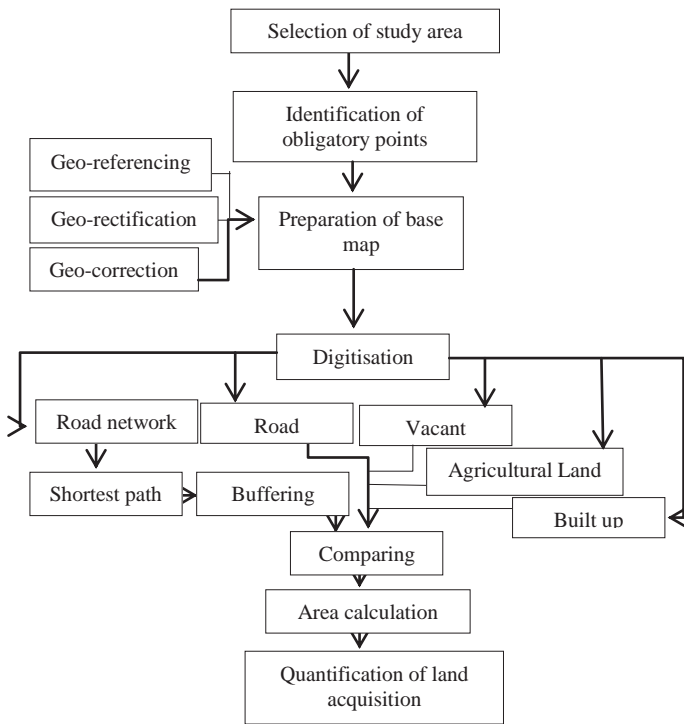 Selection of study area
Identification of
obligatory points
Geo-referencing
Geo-rectification
Geo-correction
Preparation of base
map
Digitisation
Road network
Road
Vacant
Agricultural Land
Shortest path
Buffering
Built up
Comparing
Area calculation
Quantification of land
acquisition